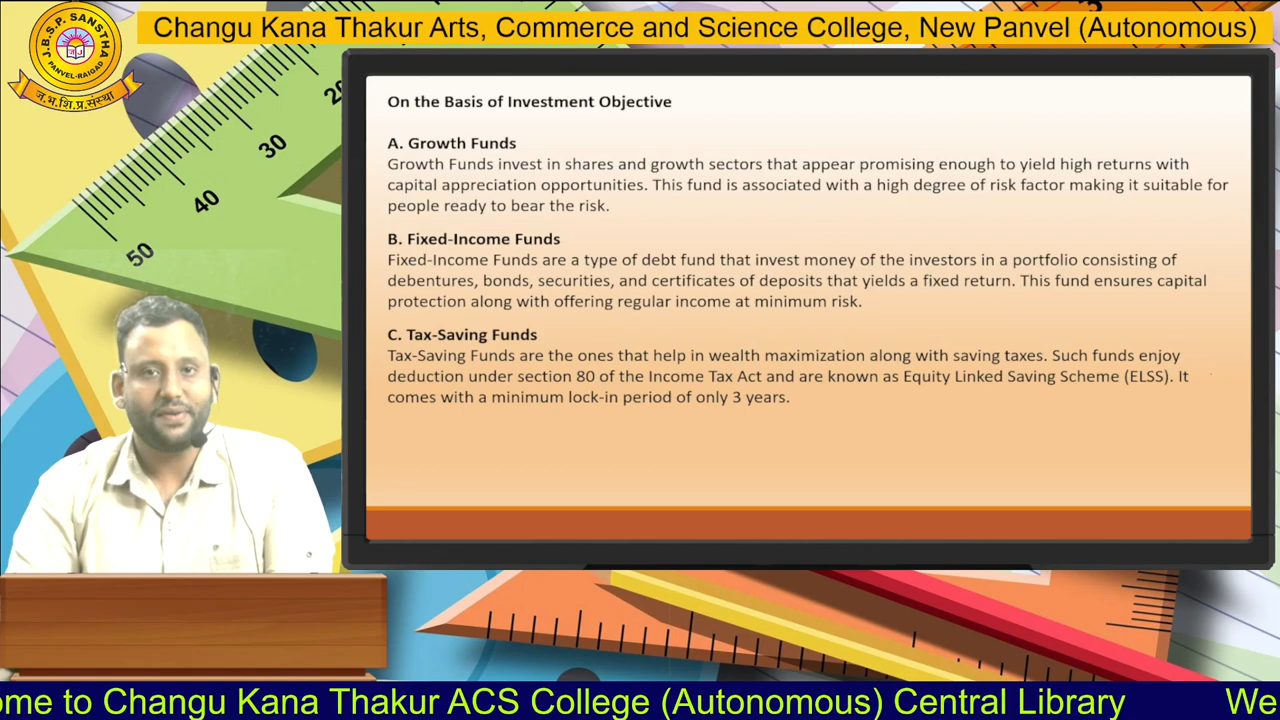 J.B.S.P. SANSTHA
PANVEL-RAIGAD
ज.भ.शि.प्र.संस्था
Changu Kana Thakur Arts, Commerce and Science College, New Panvel (Autonomous)
20
30
40
50
On the Basis of Investment Objective
A. Growth Funds
Growth Funds invest in shares and growth sectors that appear promising enough to yield high returns with
capital appreciation opportunities. This fund is associated with a high degree of risk factor making it suitable for
people ready to bear the risk.
B. Fixed-Income Funds
Fixed-Income Funds are a type of debt fund that invest money of the investors in a portfolio consisting of
debentures, bonds, securities, and certificates of deposits that yields a fixed return. This fund ensures capital
protection along with offering regular income at minimum risk.
C. Tax-Saving Funds
Tax-Saving Funds are the ones that help in wealth maximization along with saving taxes. Such funds enjoy
deduction under section 80 of the Income Tax Act and are known as Equity Linked Saving Scheme (ELSS). It
comes with a minimum lock-in period of only 3 years.
ome to Changu Kana Thakur ACS College (Autonomous) Central Library We